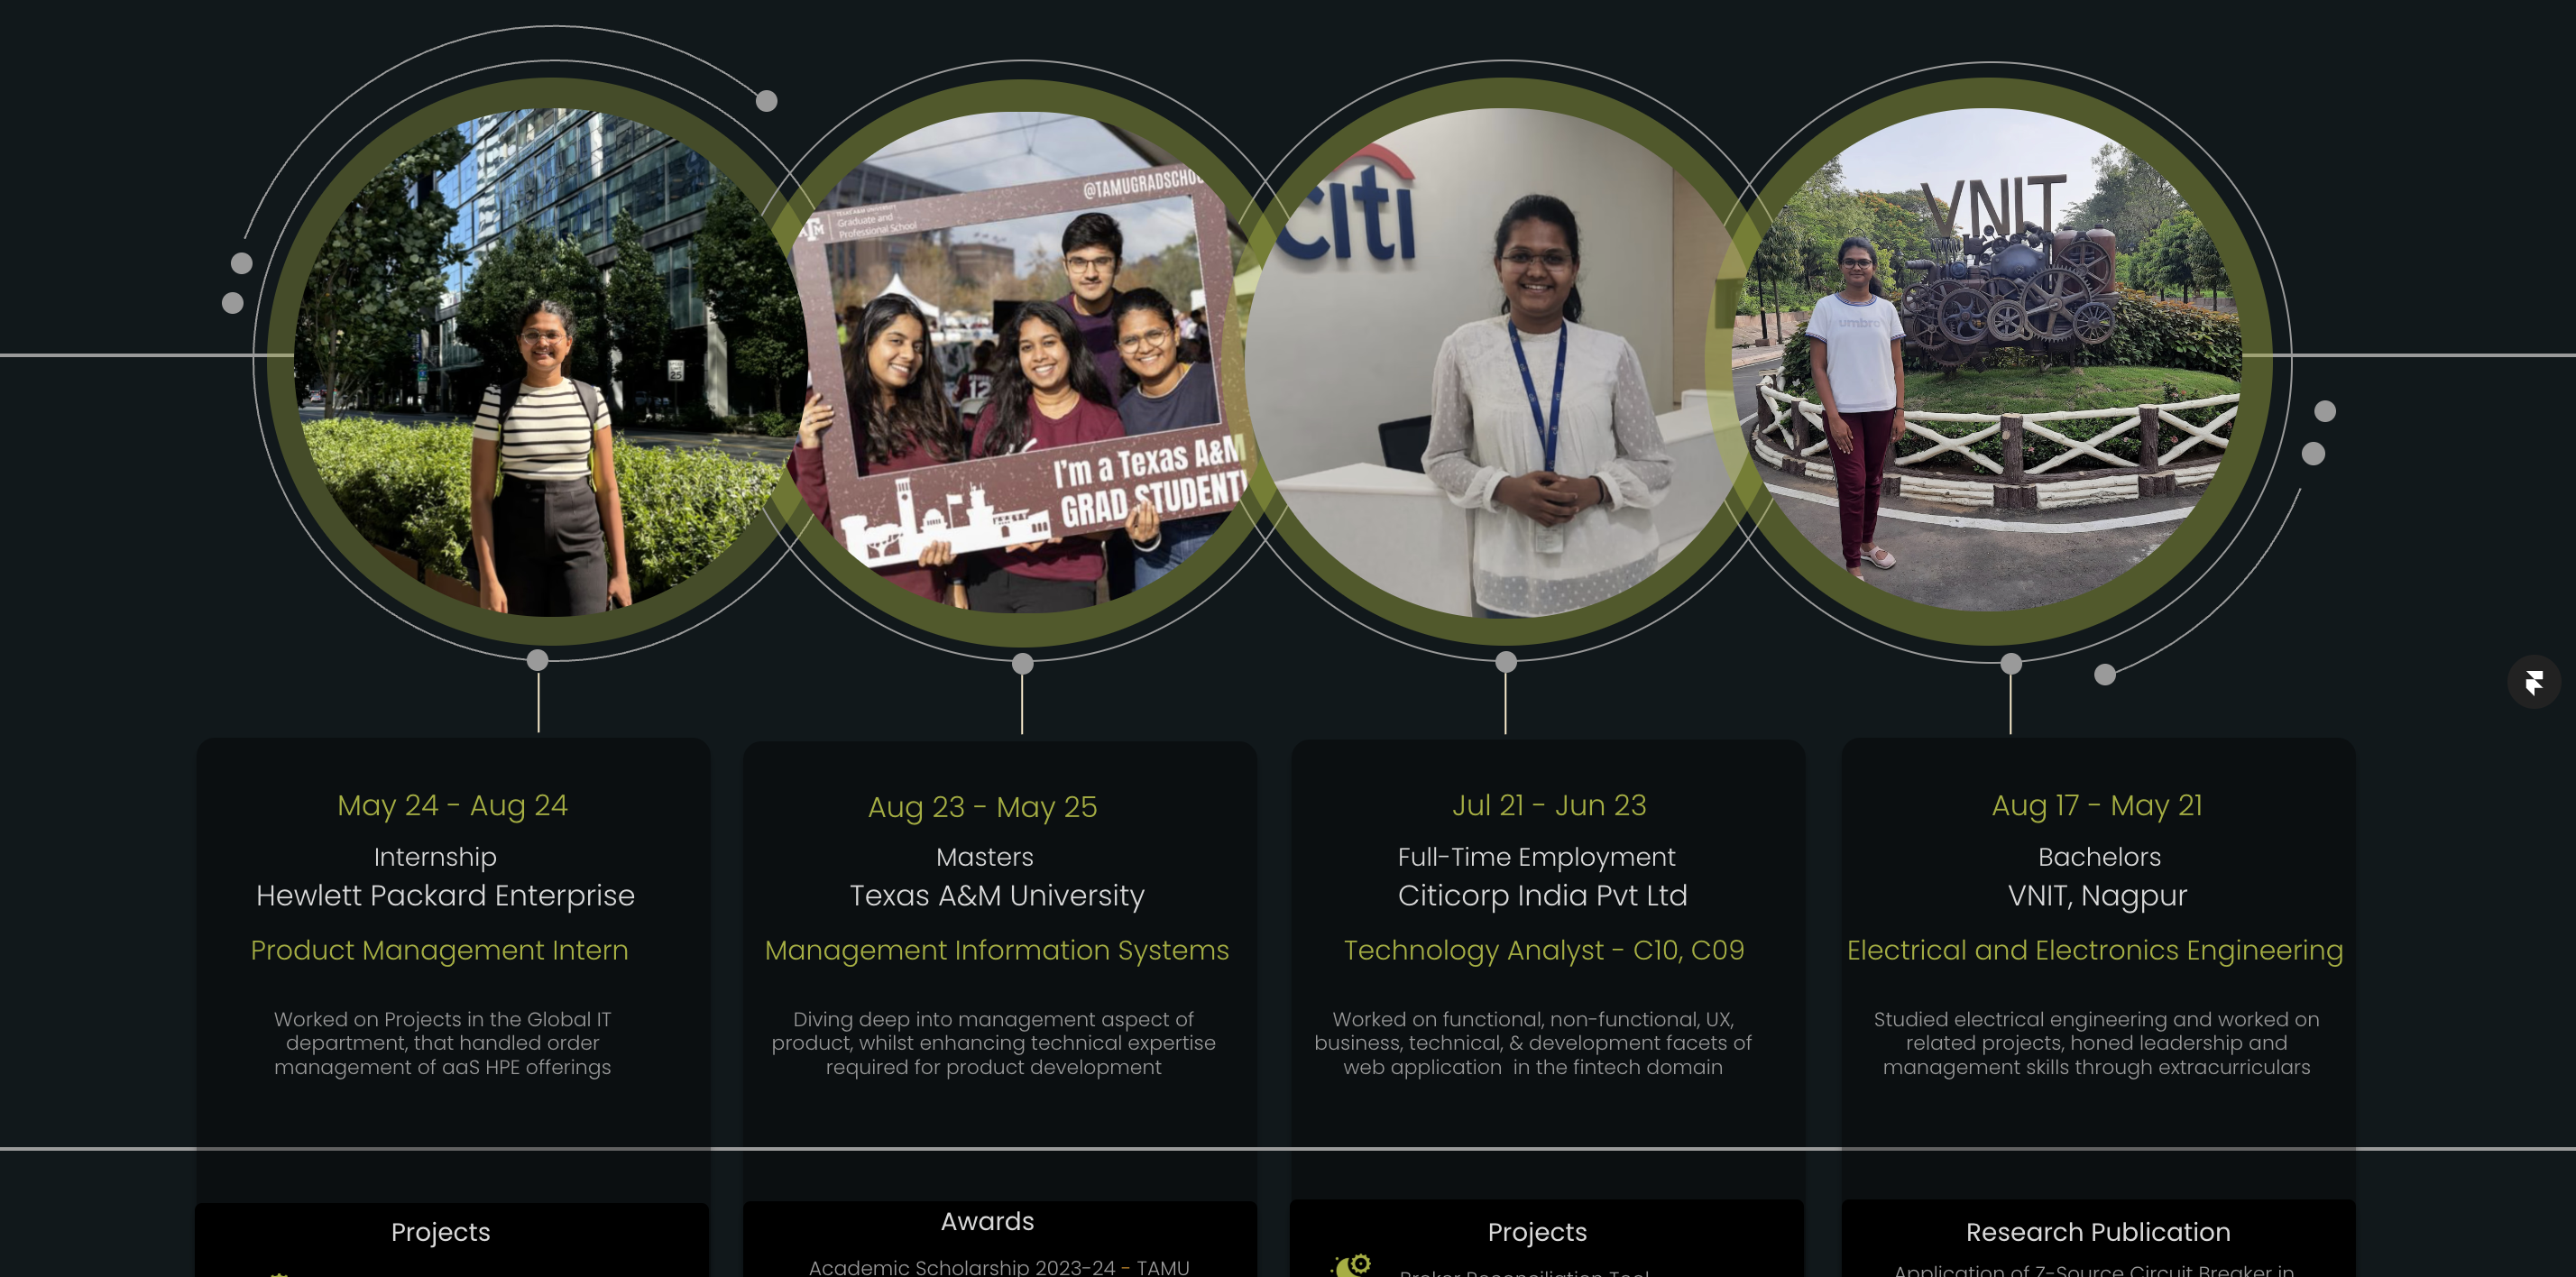 @TAMUGRADSCHOO
TEXAS A&M UNIVERSITY
Graduate and
Professional School
ATM
12
I'm a Texas A&M
GRAD STUDENT!
25
citi
VNIT
umbro
May 24 - Aug 24
Internship
Hewlett Packard Enterprise
Product Management Intern
Worked on Projects in the Global IT
department, that handled order
management of aaS HPE offerings
Projects
Aug 23 - May 25
Masters
Texas A&M University
Management Information Systems
Diving deep into management aspect of
product, whilst enhancing technical expertise
required for product development
Awards
Academic Scholarship 2023-24 - TAMU
Jul 21 - Jun 23
Full-Time Employment
Citicorp India Pvt Ltd
Technology Analyst - C10, C09
Worked on functional, non-functional, UX,
business, technical, & development facets of
web application  in the fintech domain
Projects
Broker Reconciliation Tool
Aug 17 - May 21
Bachelors
VNIT, Nagpur
Electrical and Electronics Engineering
Studied electrical engineering and worked on
related projects, honed leadership and
management skills through extracurriculars
Research Publication
Application of Z-Source Circuit Breaker in